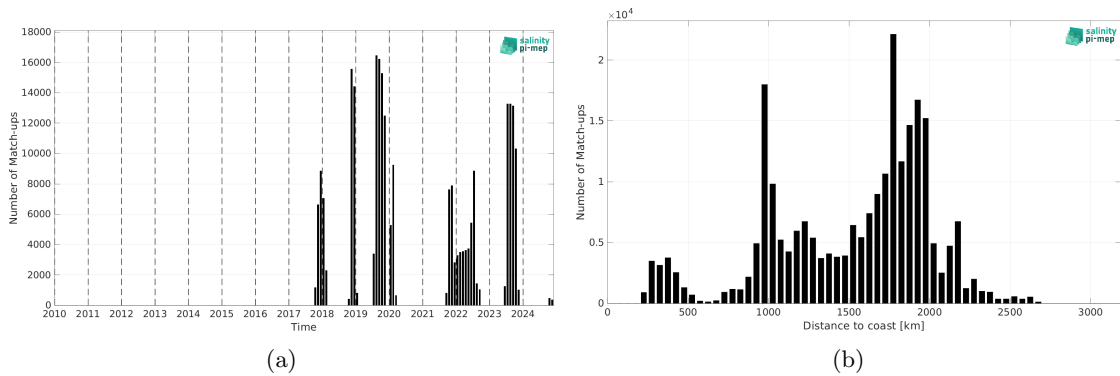 18000
16000
14000
12000
10000
8000
6000
4000
2000
0
Number of Match-ups
2010 2011 2012 2013 2014 2015 2016 2017 2018 2019 2020 2021 2022 2023 2024
Time
salinity
pi-mep
(a)
×10⁴
2
1.5
1
0.5
0
Number of Match-ups
0 500 1000 1500 2000 2500 3000
Distance to coast [km]
salinity
pi-mep
(b)